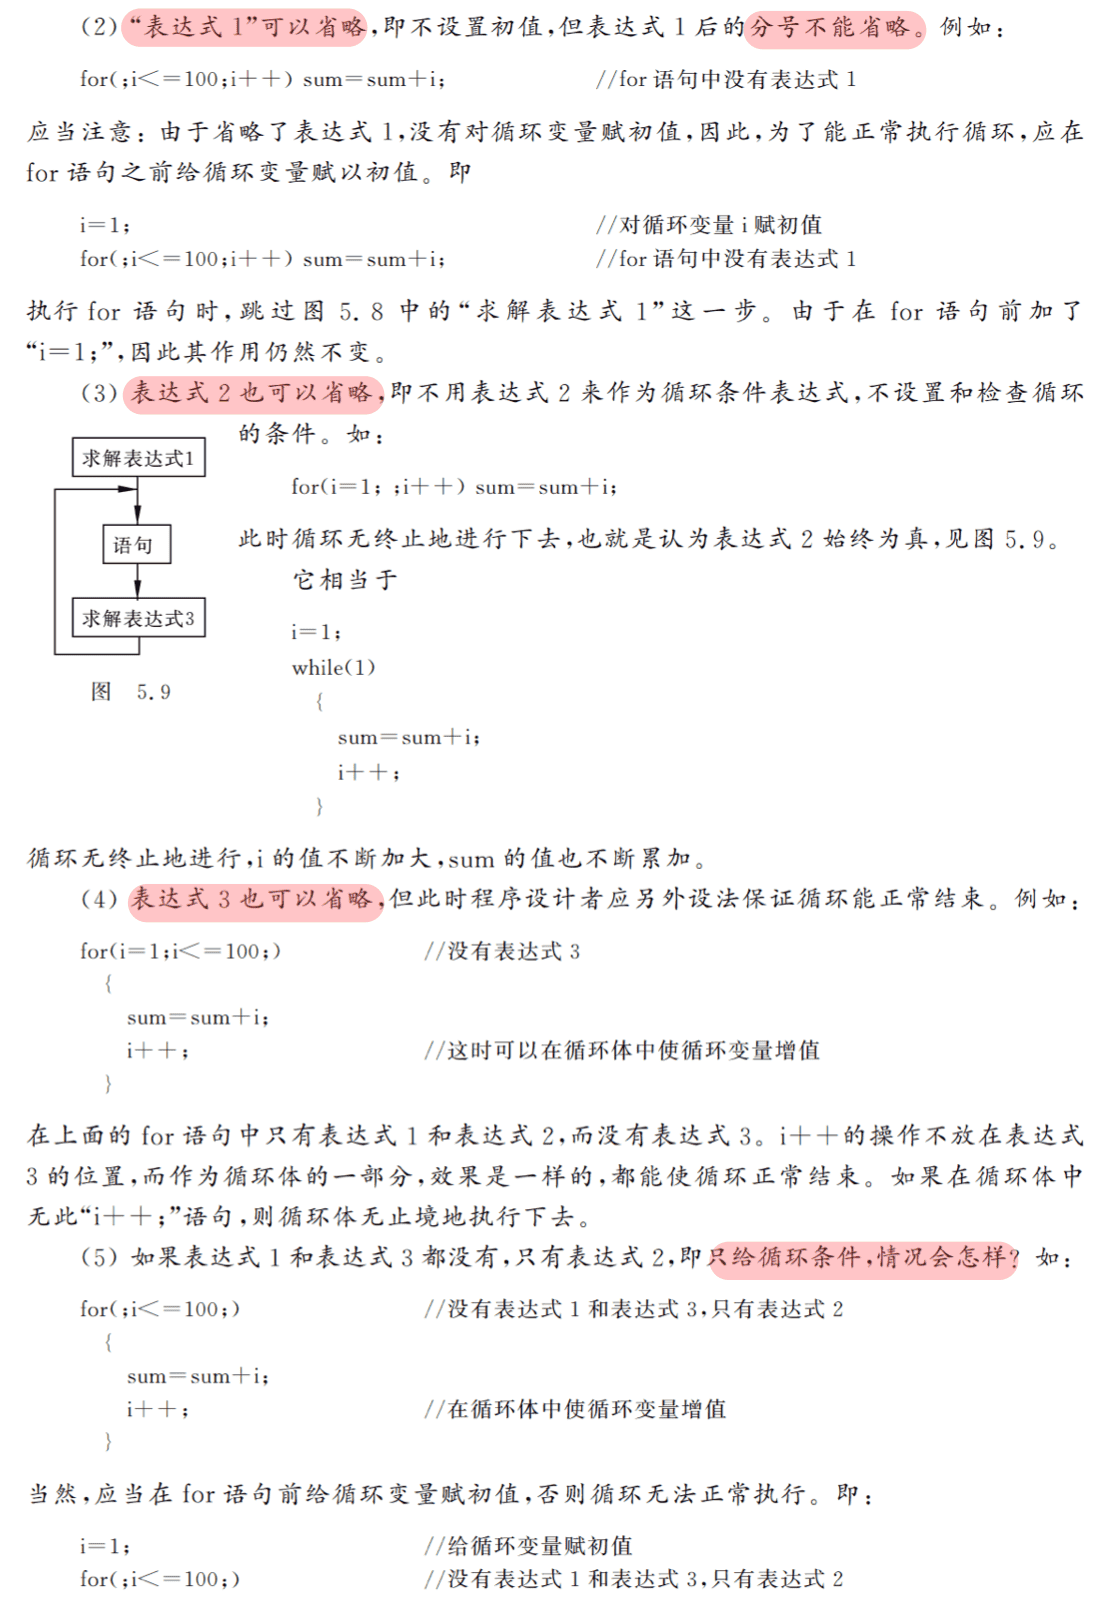 （2）“表达式 1”可以省略，即不设置初值，但表达式 1 后的分号不能省略。例如：
for(;i<=100;i++) sum=sum+i; //for 语句中没有表达式 1
应当注意：由于省略了表达式 1，没有对循环变量赋初值，因此，为了能正常执行循环，应在
for 语句之前给循环变量赋以初值。即
i=1; //对循环变量 i 赋初值
for(;i<=100;i++) sum=sum+i; //for 语句中没有表达式 1
执行 for 语句时，跳过图 5.8 中的“求解表达式 1”这一步。由于在 for 语句前加了
“i=1;”，因此其作用仍然不变。
（3）表达式 2 也可以省略，即不用表达式 2 来作为循环条件表达式，不设置和检查循环
的条件。如：
for(i=1; ;i++) sum=sum+i;
此时循环无终止地进行下去，也就是认为表达式 2 始终为真，见图 5.9。
它相当于
i=1;
while(1)
{
sum=sum+i;
i++;
}
求解表达式1
语句
求解表达式3
图 5.9
循环无终止地进行，i 的值不断加大，sum 的值也不断累加。
（4）表达式 3 也可以省略，但此时程序设计者应另外设法保证循环能正常结束。例如：
for(i=1;i<=100;) //没有表达式 3
{
sum=sum+i;
i++; //这时可以在循环体中使循环变量增值
}
在上面的 for 语句中只有表达式 1 和表达式 2，而没有表达式 3。i++的操作不放在表达式
3 的位置，而作为循环体的一部分，效果是一样的，都能使循环正常结束。如果在循环体中
无此“i++;”语句，则循环体无止境地执行下去。
（5）如果表达式 1 和表达式 3 都没有，只有表达式 2，即只给循环条件，情况会怎样？如：
for(;i<=100;) //没有表达式 1 和表达式 3，只有表达式 2
{
sum=sum+i;
i++; //在循环体中使循环变量增值
}
当然，应当在 for 语句前给循环变量赋初值，否则循环无法正常执行。即：
i=1; //给循环变量赋初值
for(;i<=100;) //没有表达式 1 和表达式 3，只有表达式 2